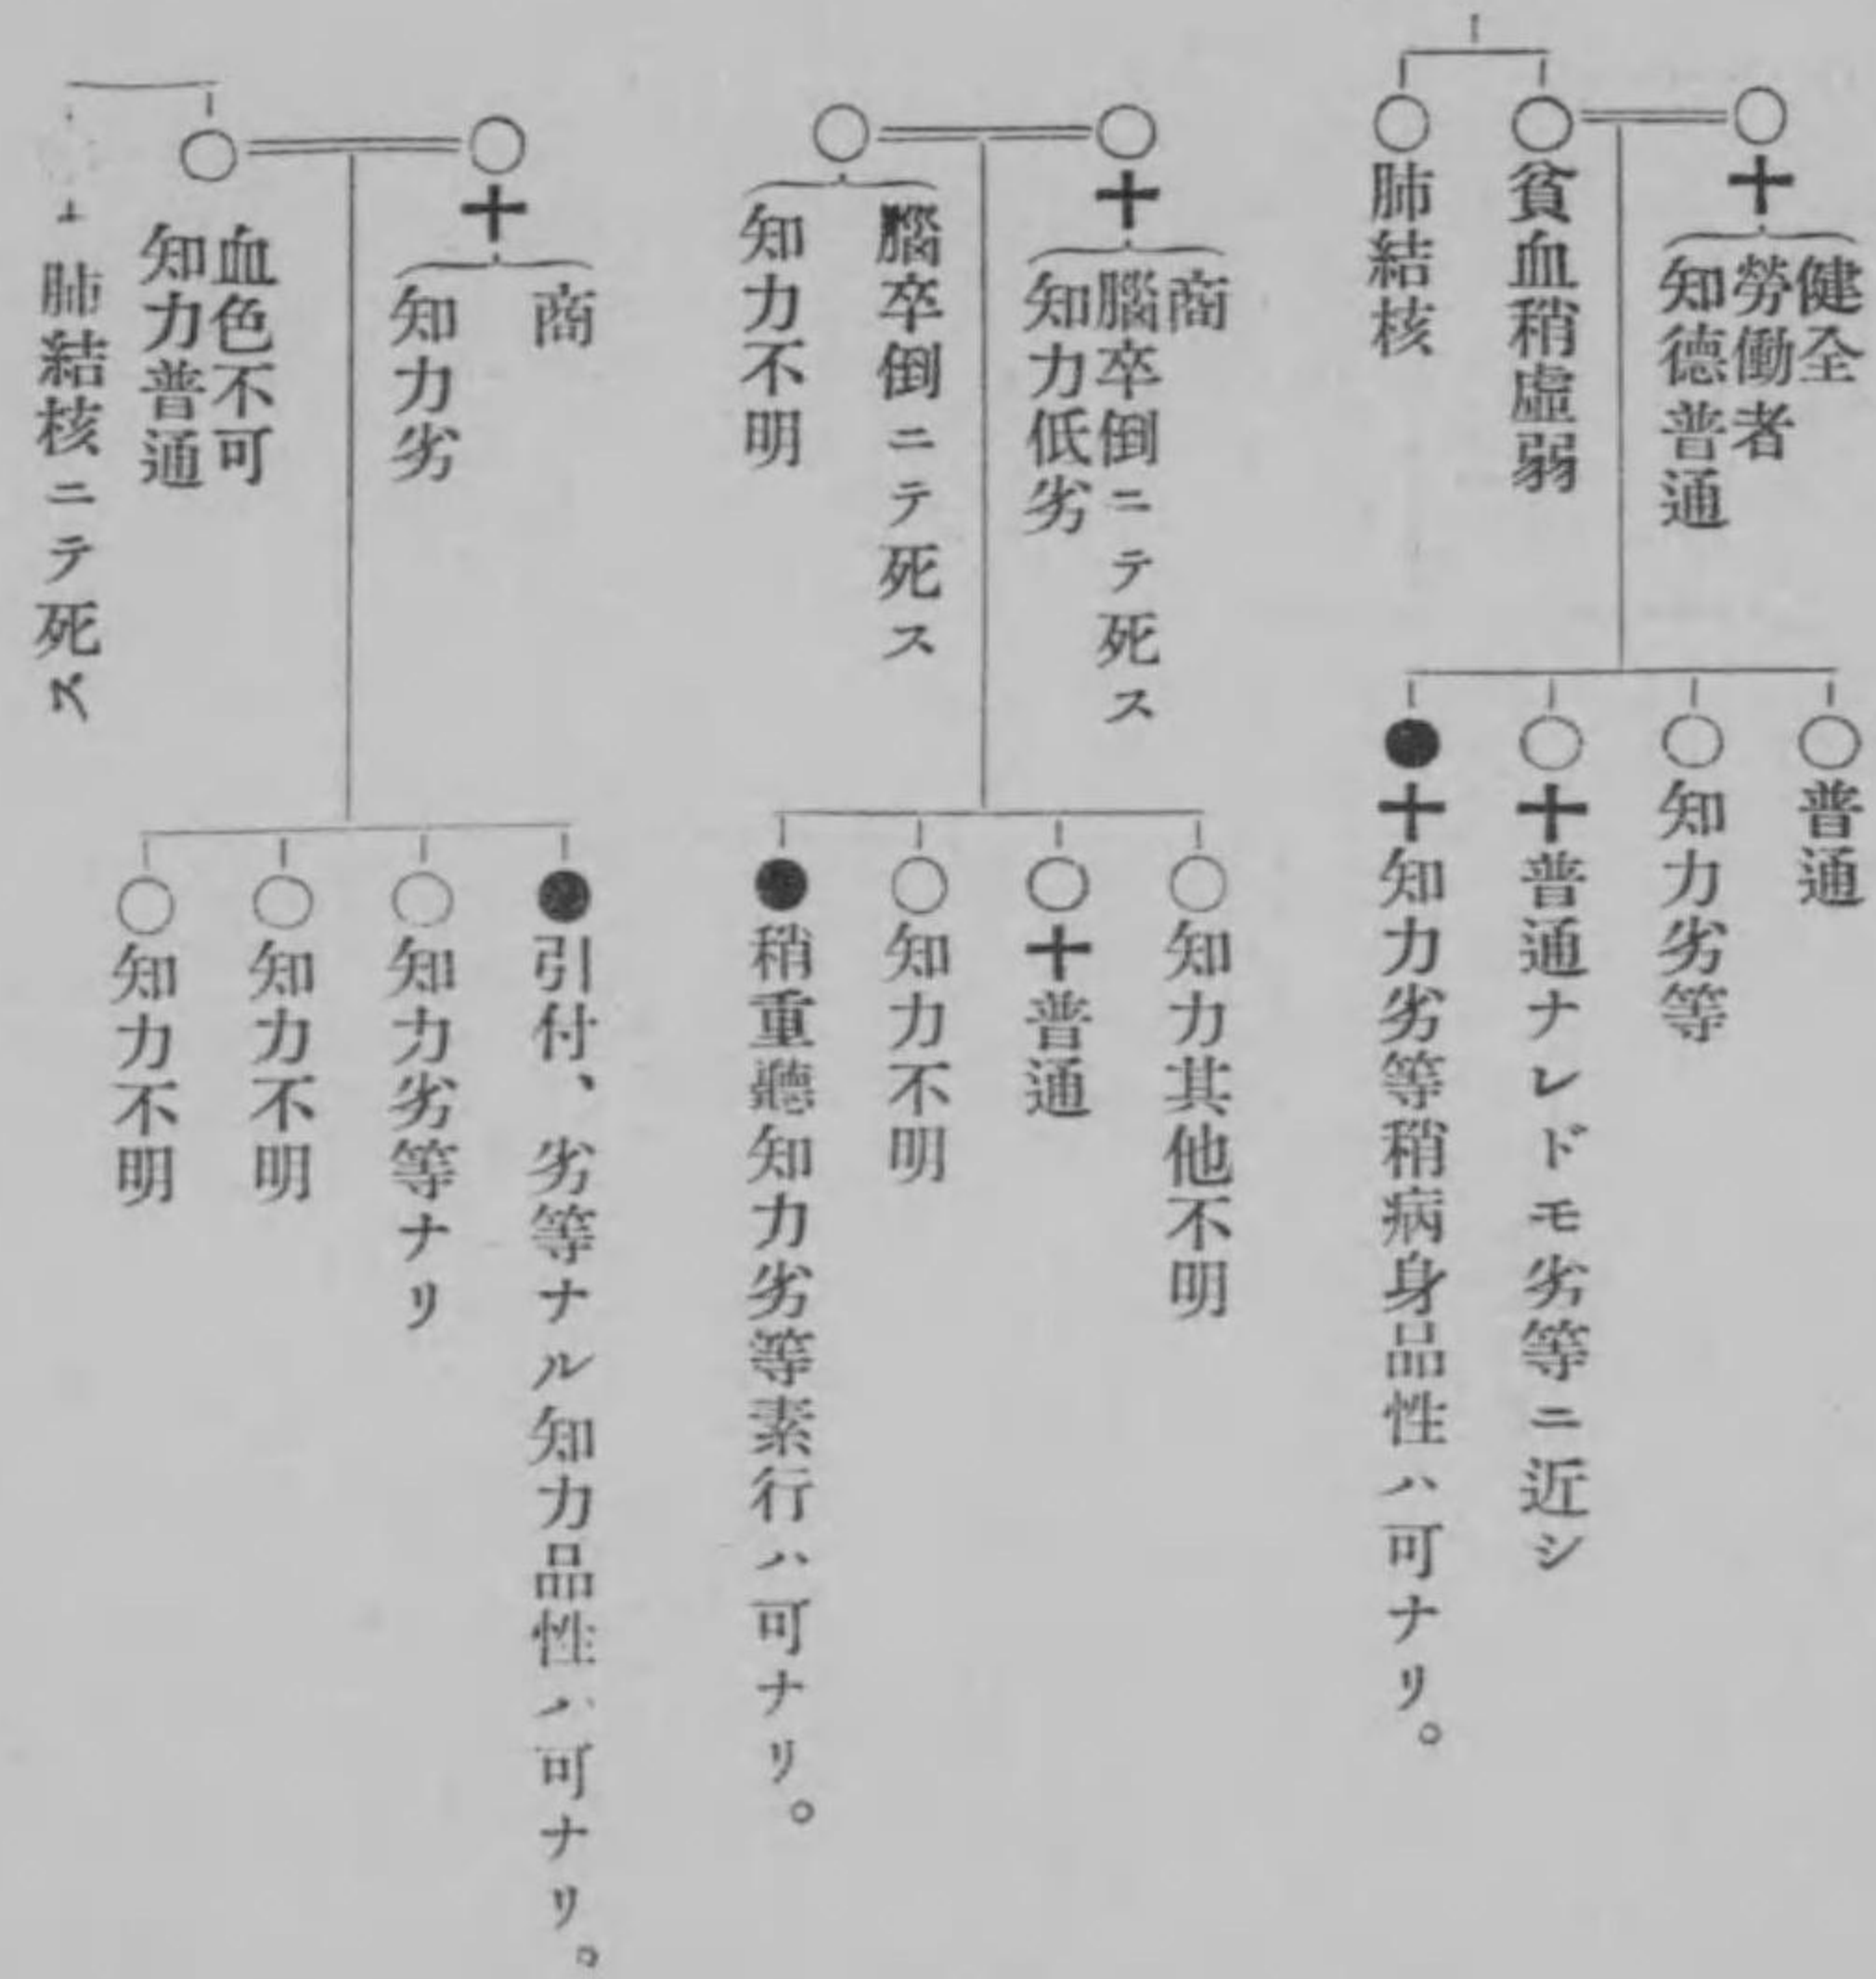 健全
勞働者
知德普通
貧血稍虛弱
肺結核
普通
知力劣等
普通ナレドモ劣等ニ近シ
知力劣等稍病身品性ハ可ナリ。
商
腦卒倒ニテ死ス
知力低劣
腦卒倒ニテ死ス
知力不明
知力其他不明
普通
知力不明
稍重聽知力劣等素行ハ可ナリ。
商
知力劣
血色不可
知力普通
肺結核ニテ死ス
引付、劣等ナル知力品性ハ可ナリ。
知力劣等ナリ
知力不明
知力不明